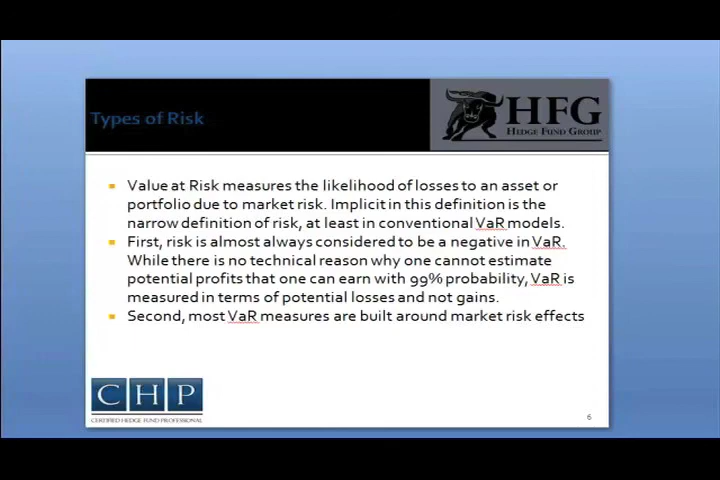 Types of Risk
HFG
HEDGE FUND GROUP
Value at Risk measures the likelihood of losses to an asset or
portfolio due to market risk. Implicit in this definition is the
narrow definition of risk, at least in conventional VaR models.
First, risk is almost always considered to be a negative in VaR.
While there is no technical reason why one cannot estimate
potential profits that one can earn with 99% probability, VaR is
measured in terms of potential losses and not gains.
Second, most VaR measures are built around market risk effects
CHP
CERTIFIED HEDGE FUND PROFESSIONAL
6